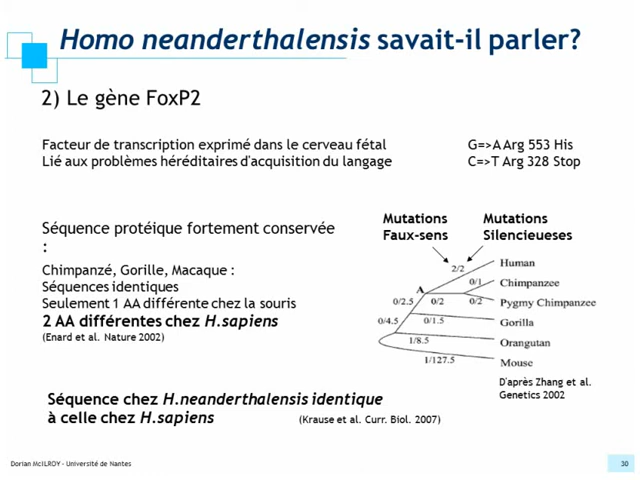 Homo neanderthalensis savait-il parler?
2) Le gène FoxP2
Facteur de transcription exprimé dans le cerveau fétal
Lié aux problèmes héréditaires d'acquisition du langage
G=>A Arg 553 His
C=>T Arg 328 Stop
Séquence protéique fortement conservée
:
Chimpanzé, Gorille, Macaque :
Séquences identiques
Seulement 1 AA différente chez la souris
2 AA différentes chez H.sapiens
(Enard et al. Nature 2002)
Mutations
Faux-sens
Mutations
Silencieueses
2/2
Human
0/1
Chimpanzee
A
0/2.5
0/2
0/2
Pygmy Chimpanzee
0/4.5
0/1.5
Gorilla
1/8.5
Orangutan
1/127.5
Mouse
D'après Zhang et al.
Genetics 2002
Séquence chez H.neanderthalensis identique
à celle chez H.sapiens
(Krause et al. Curr. Biol. 2007)
Dorian McILROY - Université de Nantes
30